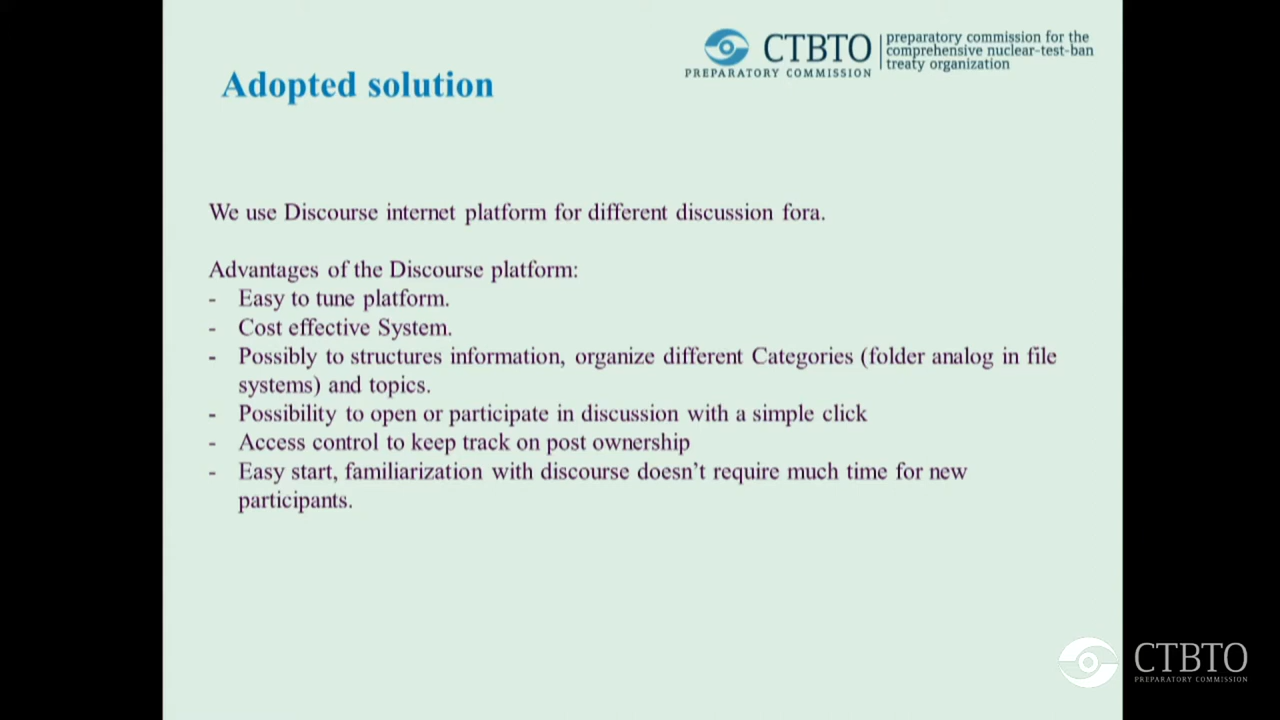 CTBTO
PREPARATORY COMMISSION
preparatory commission for the
comprehensive nuclear-test-ban
treaty organization
Adopted solution
We use Discourse internet platform for different discussion fora.
Advantages of the Discourse platform:
- Easy to tune platform.
- Cost effective System.
- Possibly to structures information, organize different Categories (folder analog in file
systems) and topics.
- Possibility to open or participate in discussion with a simple click
- Access control to keep track on post ownership
- Easy start, familiarization with discourse doesn't require much time for new
participants.
CTBTO
PREPARATORY COMMISSION